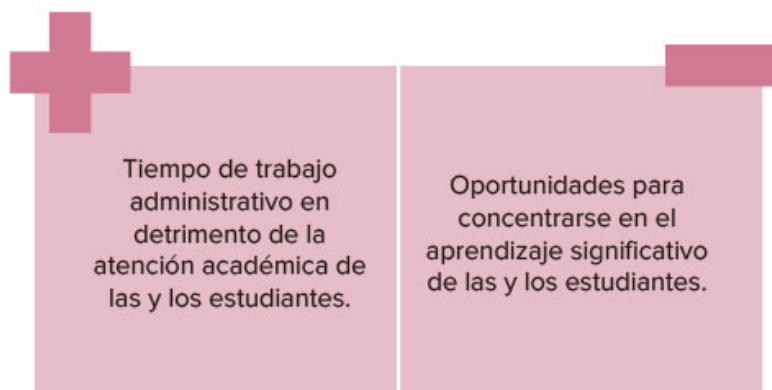 Tiempo de trabajo
administrativo en
detrimento de la
atención académica de
las y los estudiantes.
Oportunidades para
concentrarse en el
aprendizaje significativo
de las y los estudiantes.